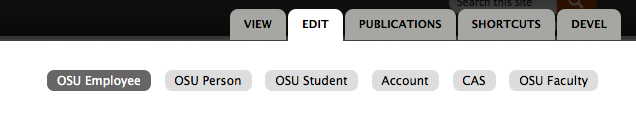 Search this site
VIEW EDIT PUBLICATIONS SHORTCUTS DEVEL
OSU Employee OSU Person OSU Student Account CAS OSU Faculty